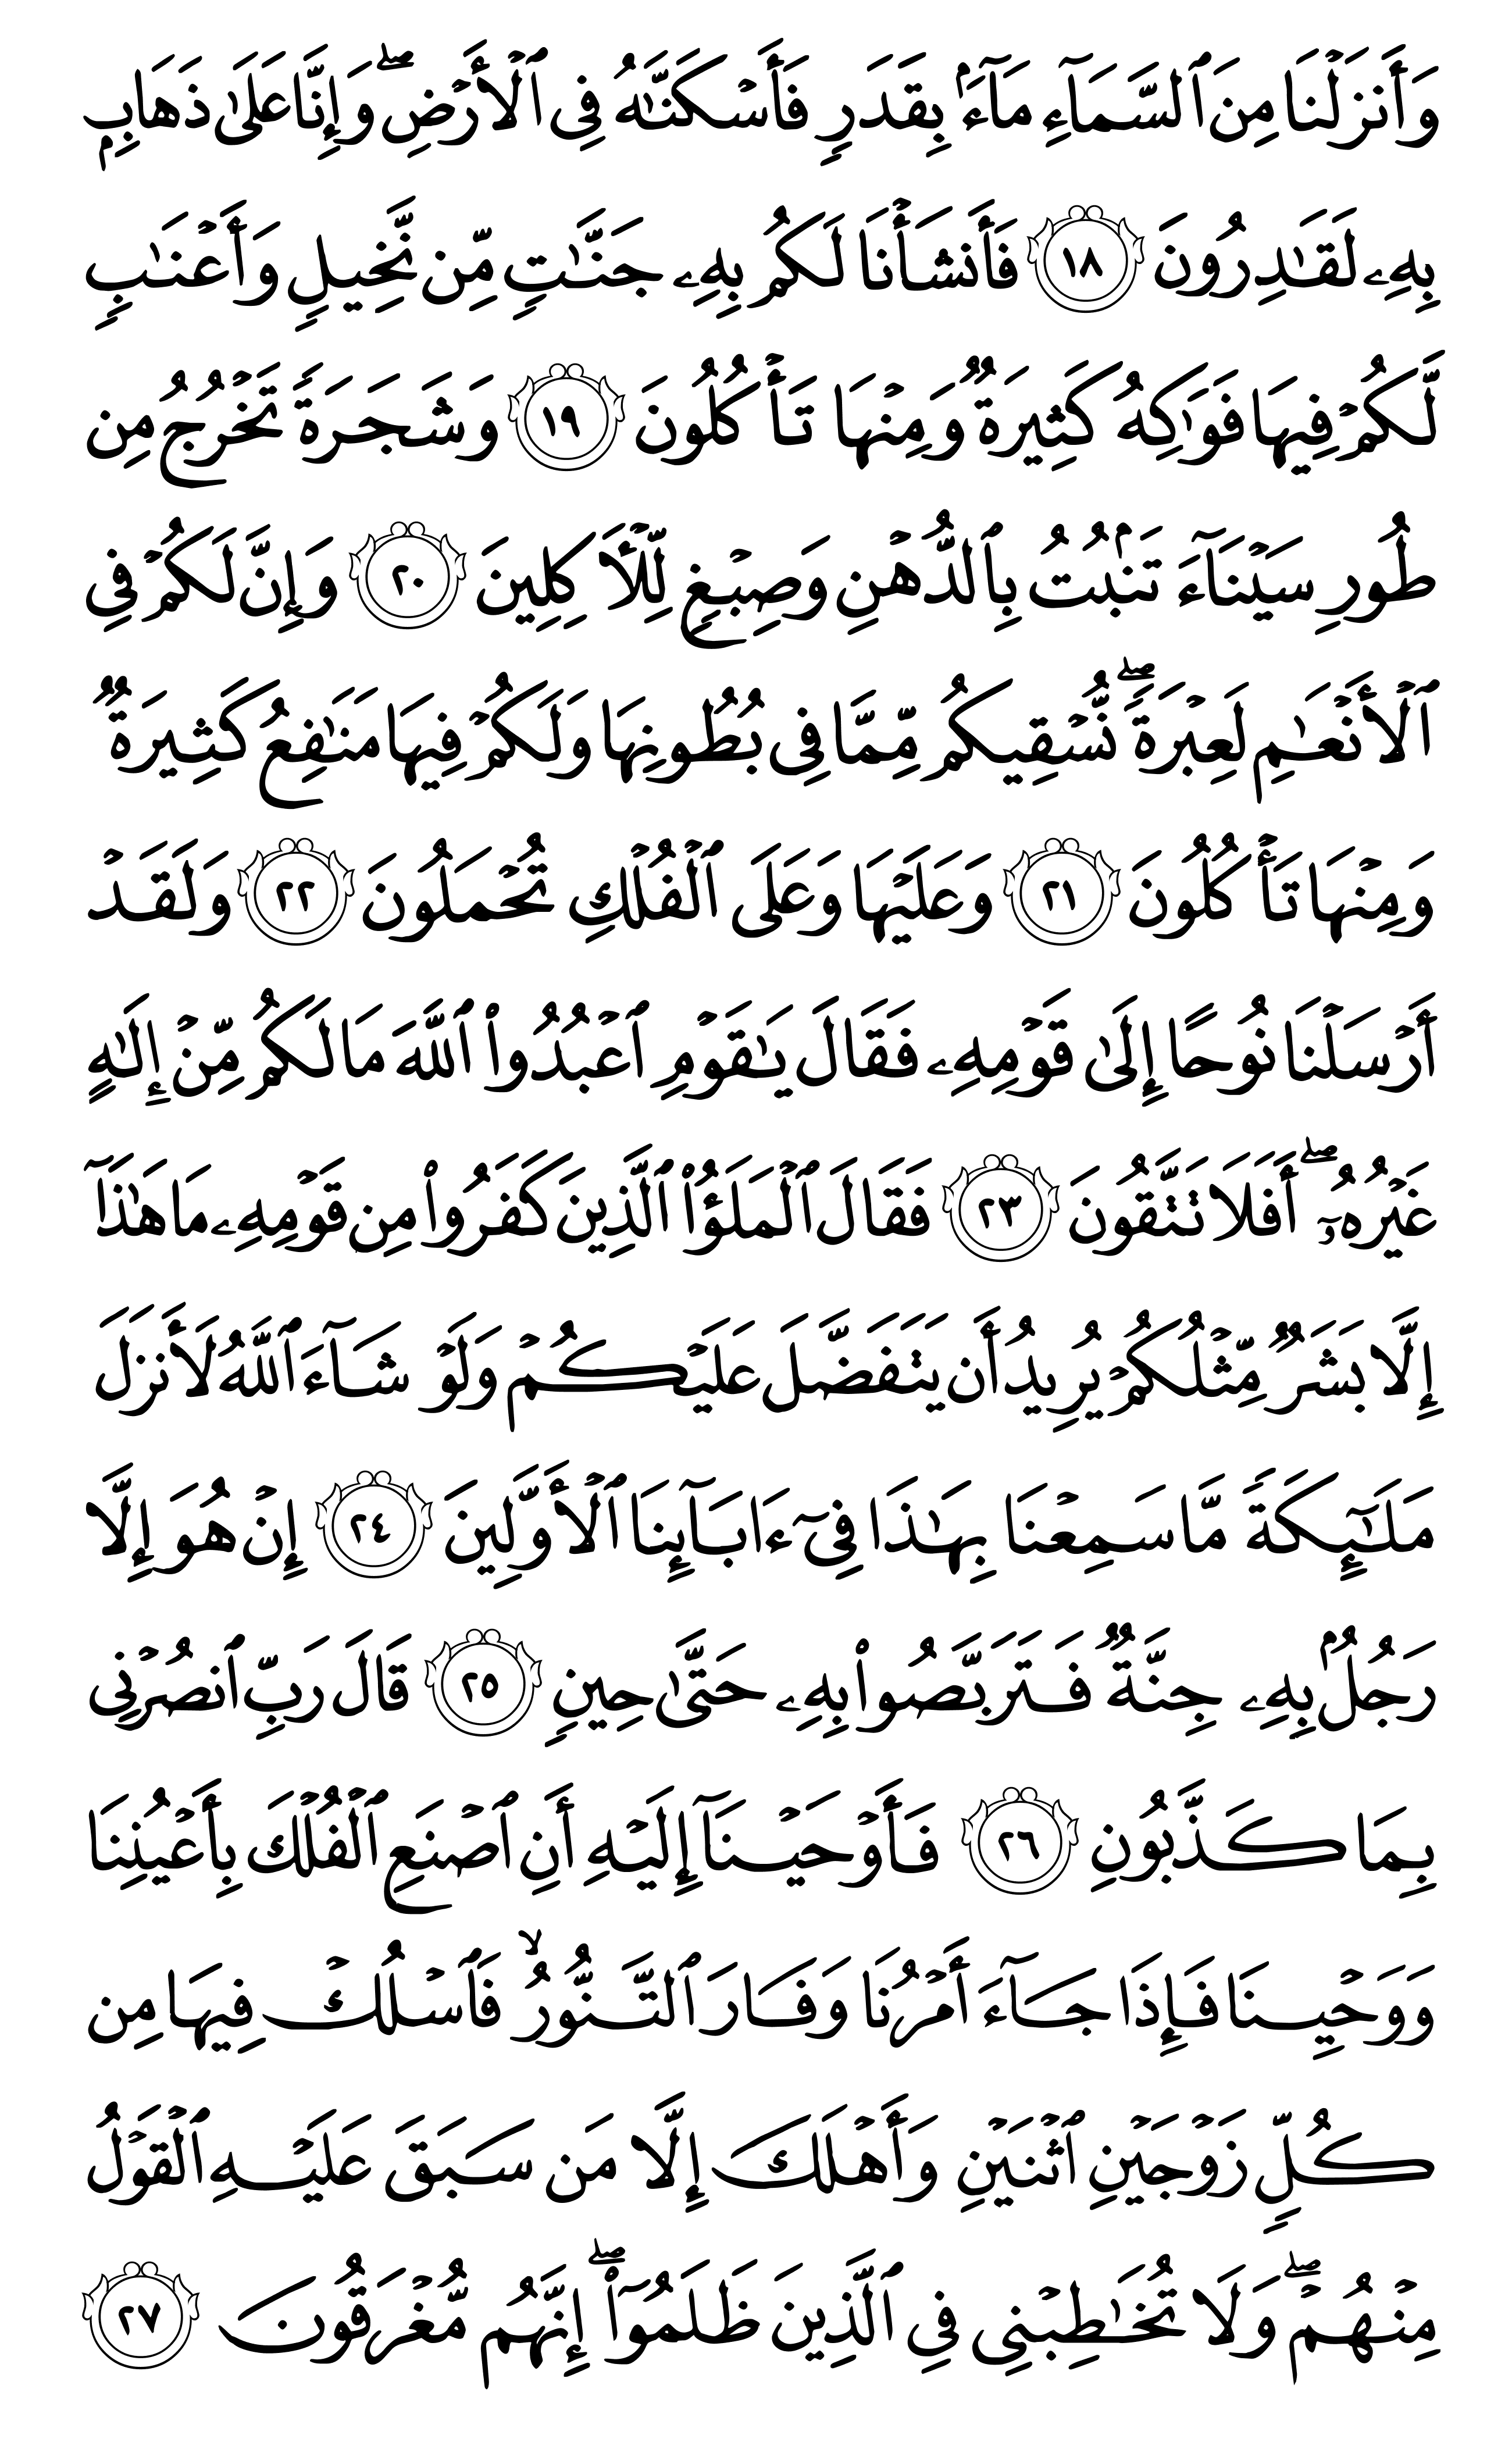 وَأَنزَلْنَا مِنَ ٱلسَّمَآءِ مَآءَۢ بِقَدَرٍ فَأَسْكَنَّـٰهُ فِى ٱلْأَرْضِ ۖ وَإِنَّا عَلَىٰ ذَهَابٍۭ
بِهِۦ لَقَـٰدِرُونَ ١٨ فَأَنشَأْنَا لَكُم بِهِۦ جَنَّـٰتٍ مِّن نَّخِيلٍ وَأَعْنَـٰبٍ
لَّكُمْ فِيهَا فَوَٰكِهُ كَثِيرَةٌ وَمِنْهَا تَأْكُلُونَ ١٩ وَشَجَرَةً تَخْرُجُ مِن
طُورِ سَيْنَآءَ تَنۢبُتُ بِٱلدُّهْنِ وَصِبْغٍ لِّلْـَٔاكِلِينَ ٢٠ وَإِنَّ لَكُمْ فِى
ٱلْأَنْعَـٰمِ لَعِبْرَةً ۖ نُّسْقِيكُم مِّمَّا فِى بُطُونِهَا وَلَكُمْ فِيهَا مَنَـٰفِعُ كَثِيرَةٌ
وَمِنْهَا تَأْكُلُونَ ٢١ وَعَلَيْهَا وَعَلَى ٱلْفُلْكِ تُحْمَلُونَ ٢٢ وَلَقَدْ
أَرْسَلْنَا نُوحًا إِلَىٰ قَوْمِهِۦ فَقَالَ يَـٰقَوْمِ ٱعْبُدُوا۟ ٱللَّهَ مَا لَكُم مِّنْ إِلَـٰهٍ
غَيْرُهُۥٓ ۖ أَفَلَا تَتَّقُونَ ٢٣ فَقَالَ ٱلْمَلَؤُا۟ ٱلَّذِينَ كَفَرُوا۟ مِن قَوْمِهِۦ مَا هَـٰذَآ
إِلَّا بَشَرٌ مِّثْلُكُمْ يُرِيدُ أَن يَتَفَضَّلَ عَلَيْكُمْ وَلَوْ شَآءَ ٱللَّهُ لَأَنزَلَ
مَلَـٰٓئِكَةً مَّا سَمِعْنَا بِهَـٰذَا فِىٓ ءَابَآئِنَا ٱلْأَوَّلِينَ ٢٤ إِنْ هُوَ إِلَّا
رَجُلٌۢ بِهِۦ جِنَّةٌ فَتَرَبَّصُوا۟ بِهِۦ حَتَّىٰ حِينٍ ٢٥ قَالَ رَبِّ ٱنصُرْنِى
بِمَا كَذَّبُونِ ٢٦ فَأَوْحَيْنَآ إِلَيْهِ أَنِ ٱصْنَعِ ٱلْفُلْكَ بِأَعْيُنِنَا
وَوَحْيِنَا فَإِذَا جَآءَ أَمْرُنَا وَفَارَ ٱلتَّنُّورُ ۙ فَٱسْلُكْ فِيهَا مِن
كُلٍّ زَوْجَيْنِ ٱثْنَيْنِ وَأَهْلَكَ إِلَّا مَن سَبَقَ عَلَيْهِ ٱلْقَوْلُ
مِنْهُمْ ۖ وَلَا تُخَـٰطِبْنِى فِى ٱلَّذِينَ ظَلَمُوٓا۟ ۖ إِنَّهُم مُّغْرَقُونَ ٢٧